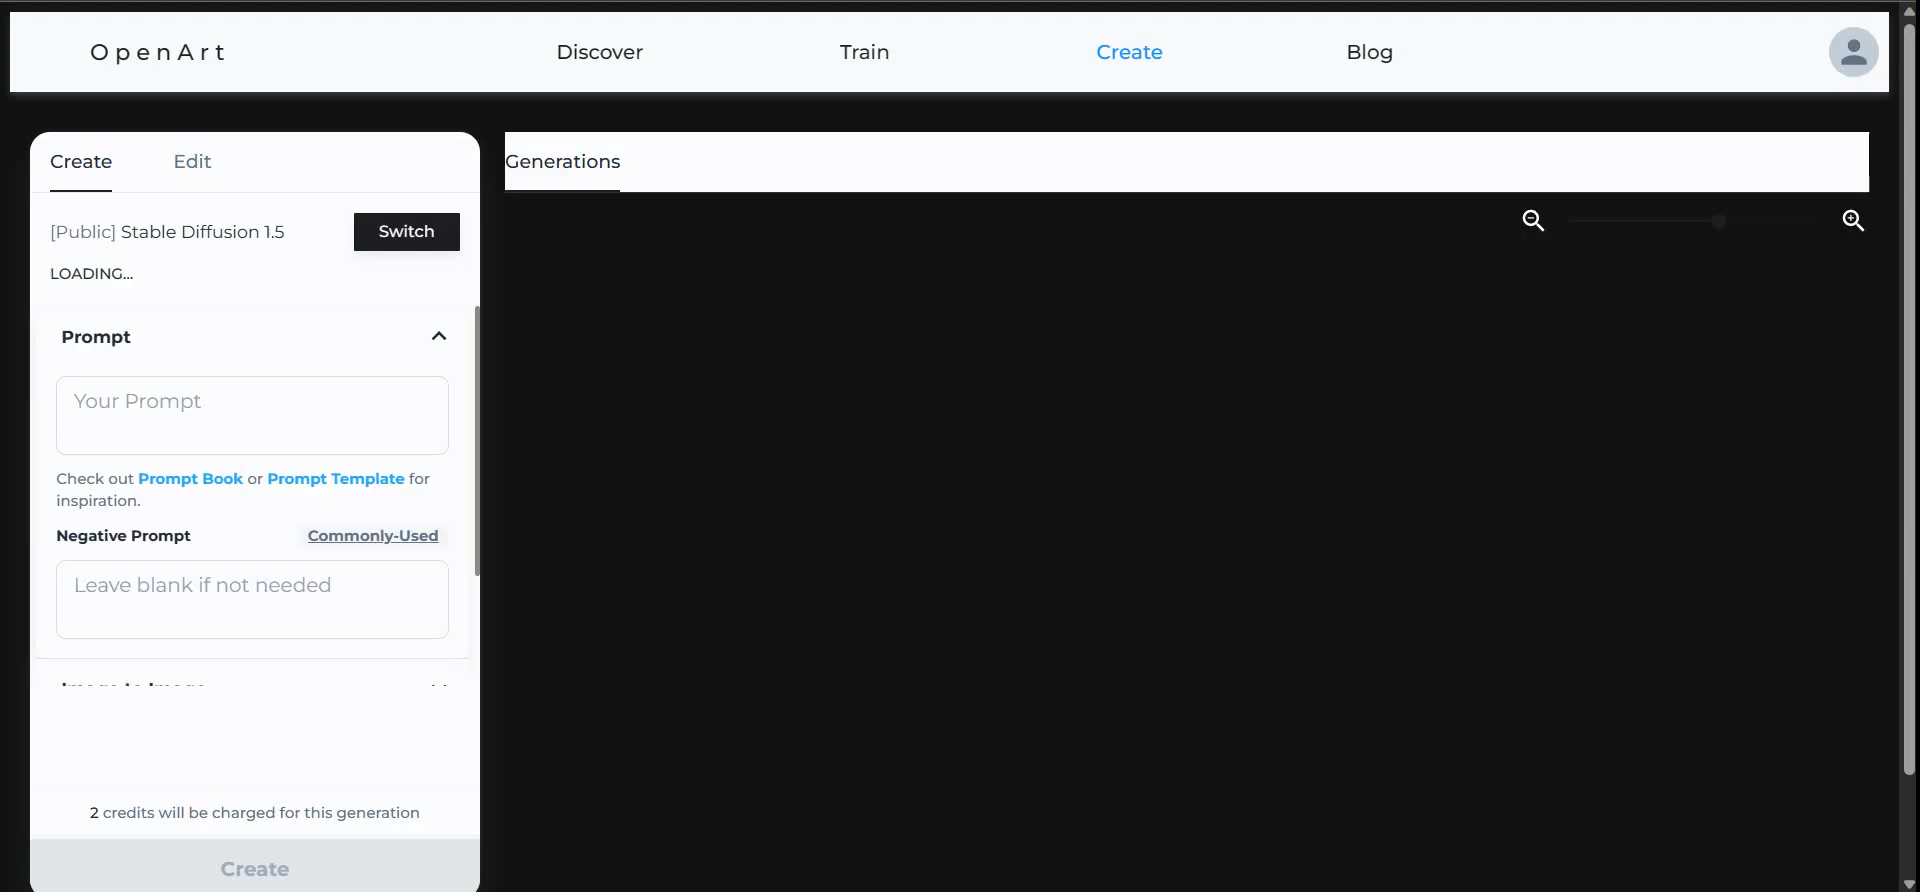 OpenArt
Discover
Train
Create
Blog
Create
Edit
[Public] Stable Diffusion 1.5
Switch
LOADING...
Prompt
Your Prompt
Check out Prompt Book or Prompt Template for
inspiration.
Negative Prompt
Commonly-Used
Leave blank if not needed
2 credits will be charged for this generation
Create
Generations